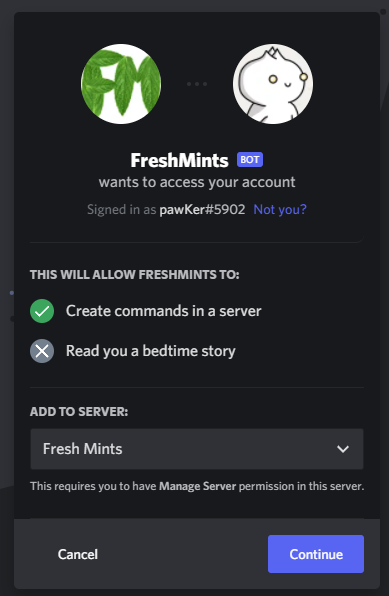 FM
FreshMints BOT
wants to access your account
Signed in as pawKer#5902 Not you?
THIS WILL ALLOW FRESHMINTS TO:
Create commands in a server
Read you a bedtime story
ADD TO SERVER:
Fresh Mints
This requires you to have Manage Server permission in this server.
Cancel
Continue